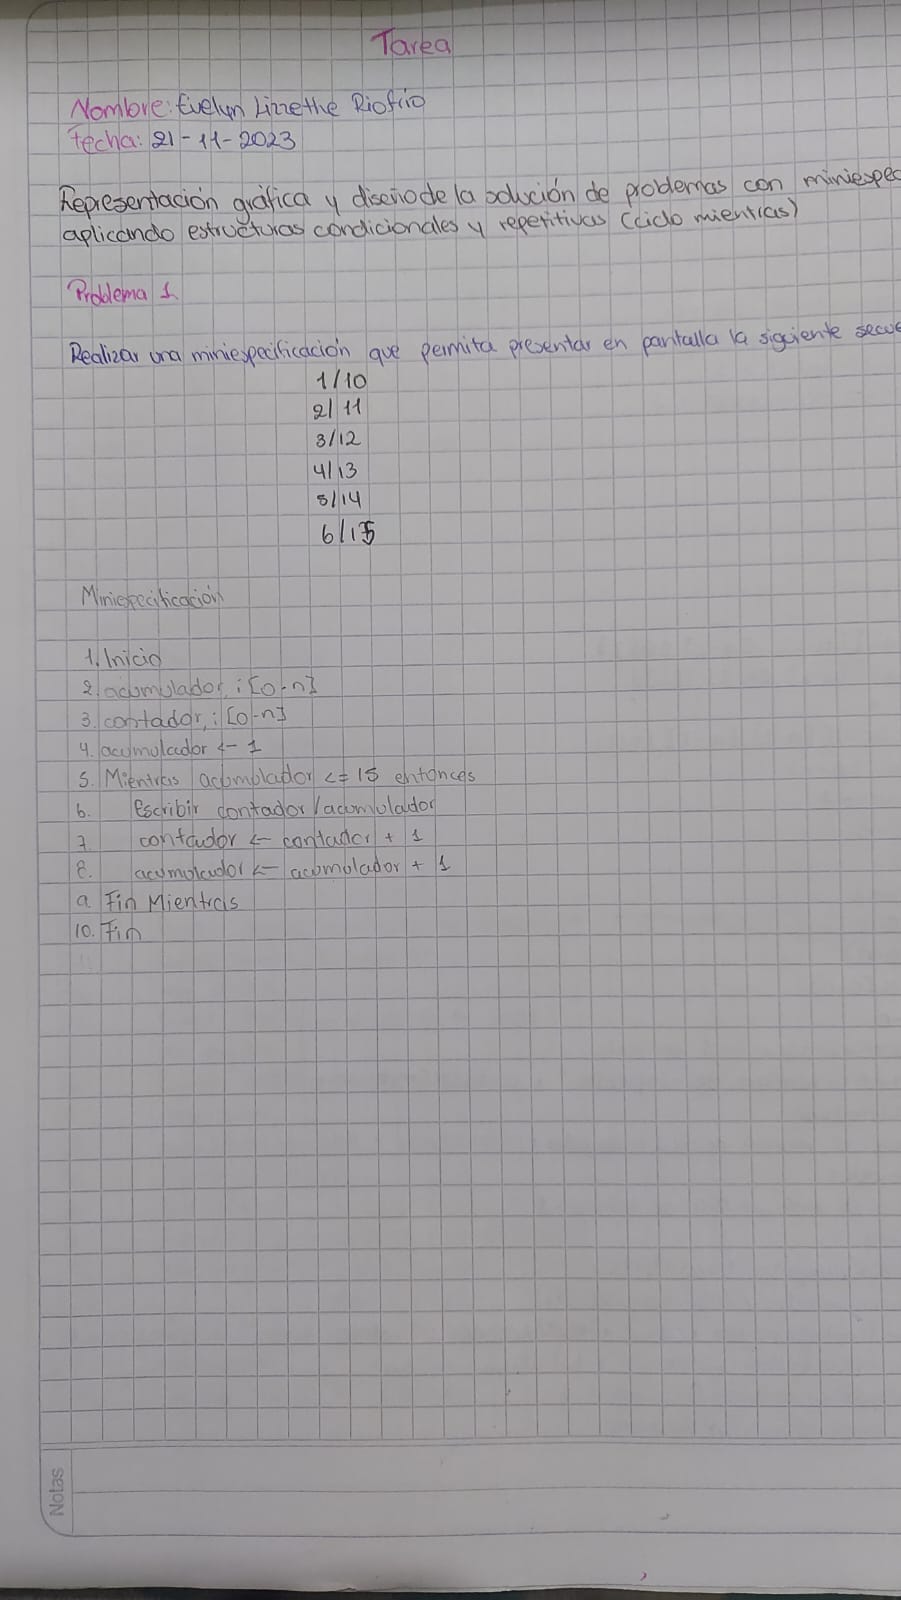 Tarea
Nombre: Evelyn Lizzethe Riofrio
Fecha: 21-11-2023
Representación gráfica y diseño de la solución de problemas con miniespec
aplicando estructuras condicionales y repetitivas (ciclo mientras)
Problema 1
Realizar una miniespecificación que permita presentar en pantalla la siguiente secue
1/10
2/11
3/12
4/13
5/14
6/15
Miniespecificación
1. Inicio
2. acumulador : [0-n]
3. contador : [0-n]
4. acumulador <- 1
5. Mientras acumulador <= 15 entonces
6. Escribir contador/acumulador
7. contador <- contador + 1
8. acumulador <- acumulador + 1
9. Fin Mientras
10. Fin
Notas